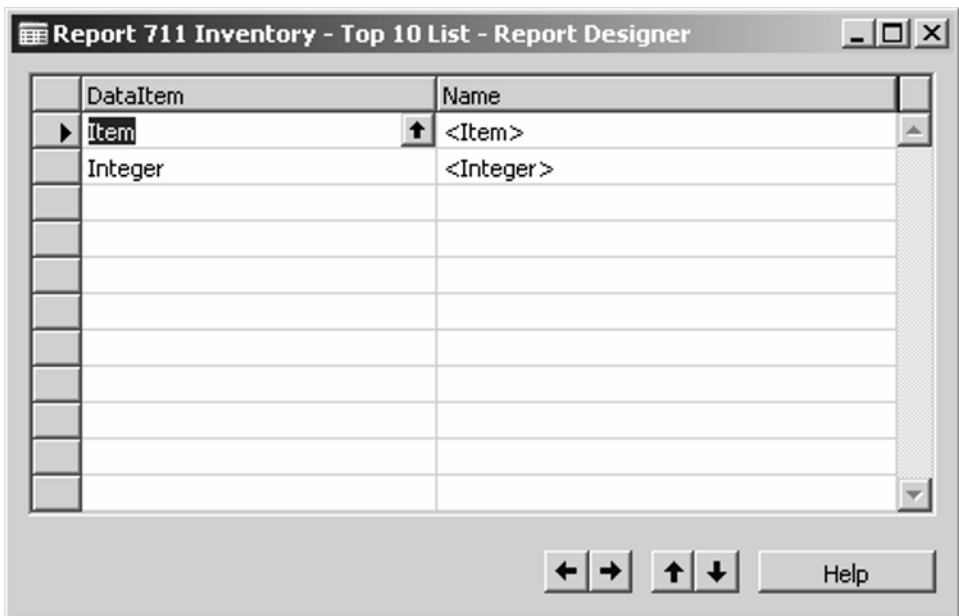 Report 711 Inventory - Top 10 List - Report Designer
DataItem Name
Item <Item>
Integer <Integer>
Help